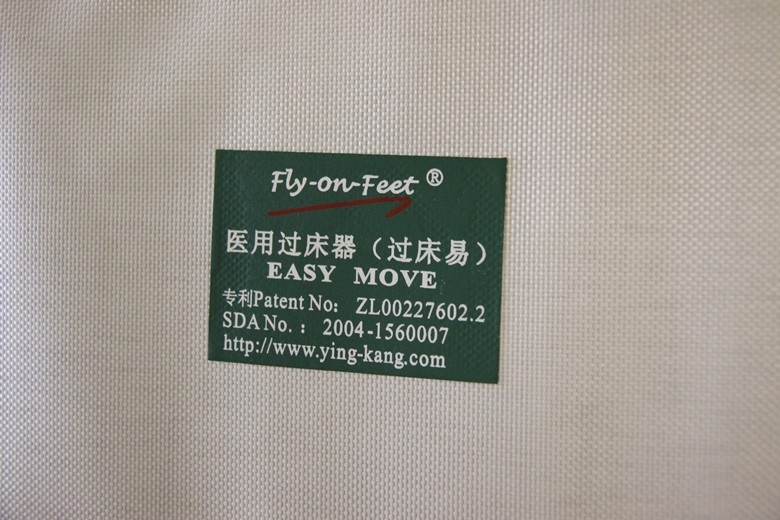 Fly-on-Feet ®
医用过床器（过床易）
EASY MOVE
专利Patent No: ZL00227602.2
SDA No. : 2004-1560007
http://www.ying-kang.com